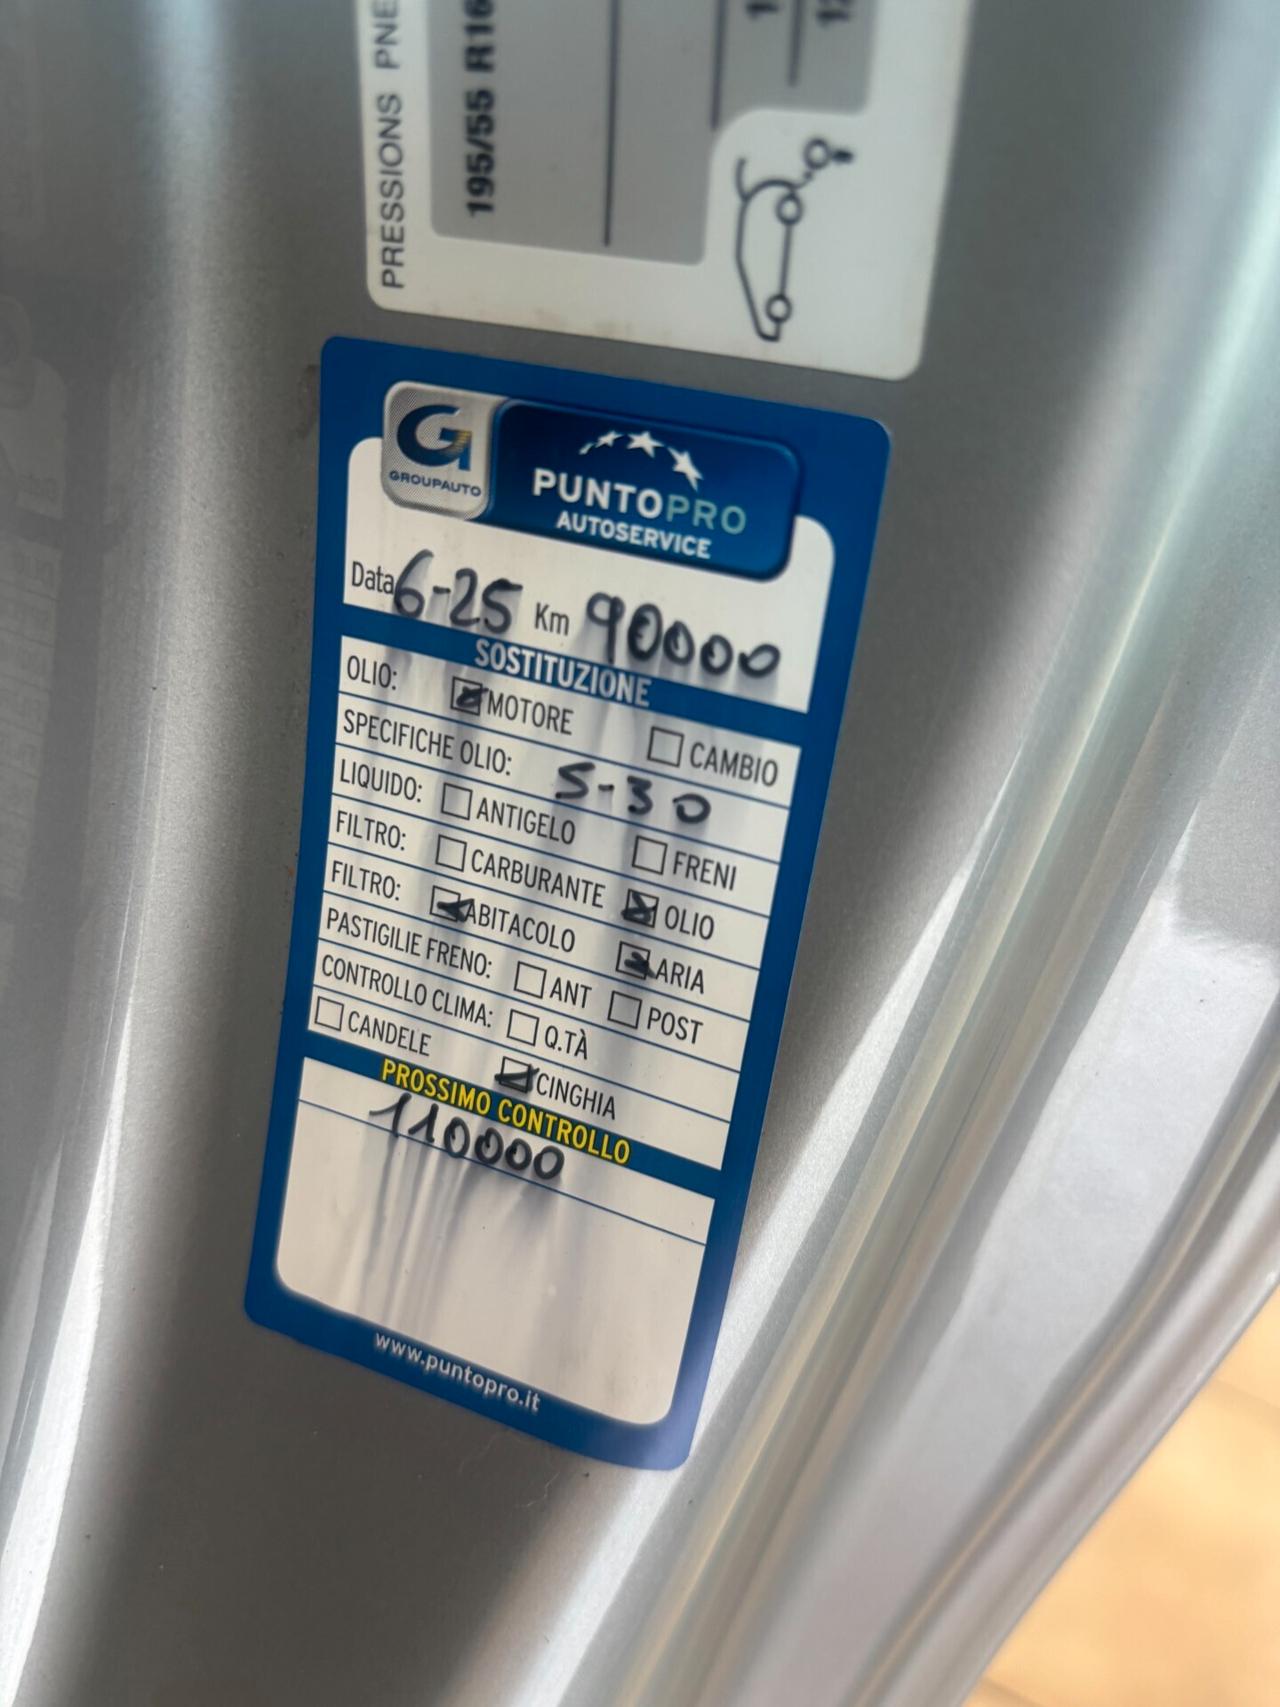 PRESSIONS PNE
195/55 R16
G
GROUPAUTO
PUNTOPRO
AUTOSERVICE
Data 6-25 Km 90000
SOSTITUZIONE
OLIO: MOTORE CAMBIO
SPECIFICHE OLIO: 5-30
LIQUIDO: ANTIGELO FRENI
FILTRO: CARBURANTE OLIO
FILTRO: ABITACOLO ARIA
PASTIGILIE FRENO: ANT POST
CONTROLLO CLIMA: Q.TÀ
CANDELE CINGHIA
PROSSIMO CONTROLLO
110000
www.puntopro.it